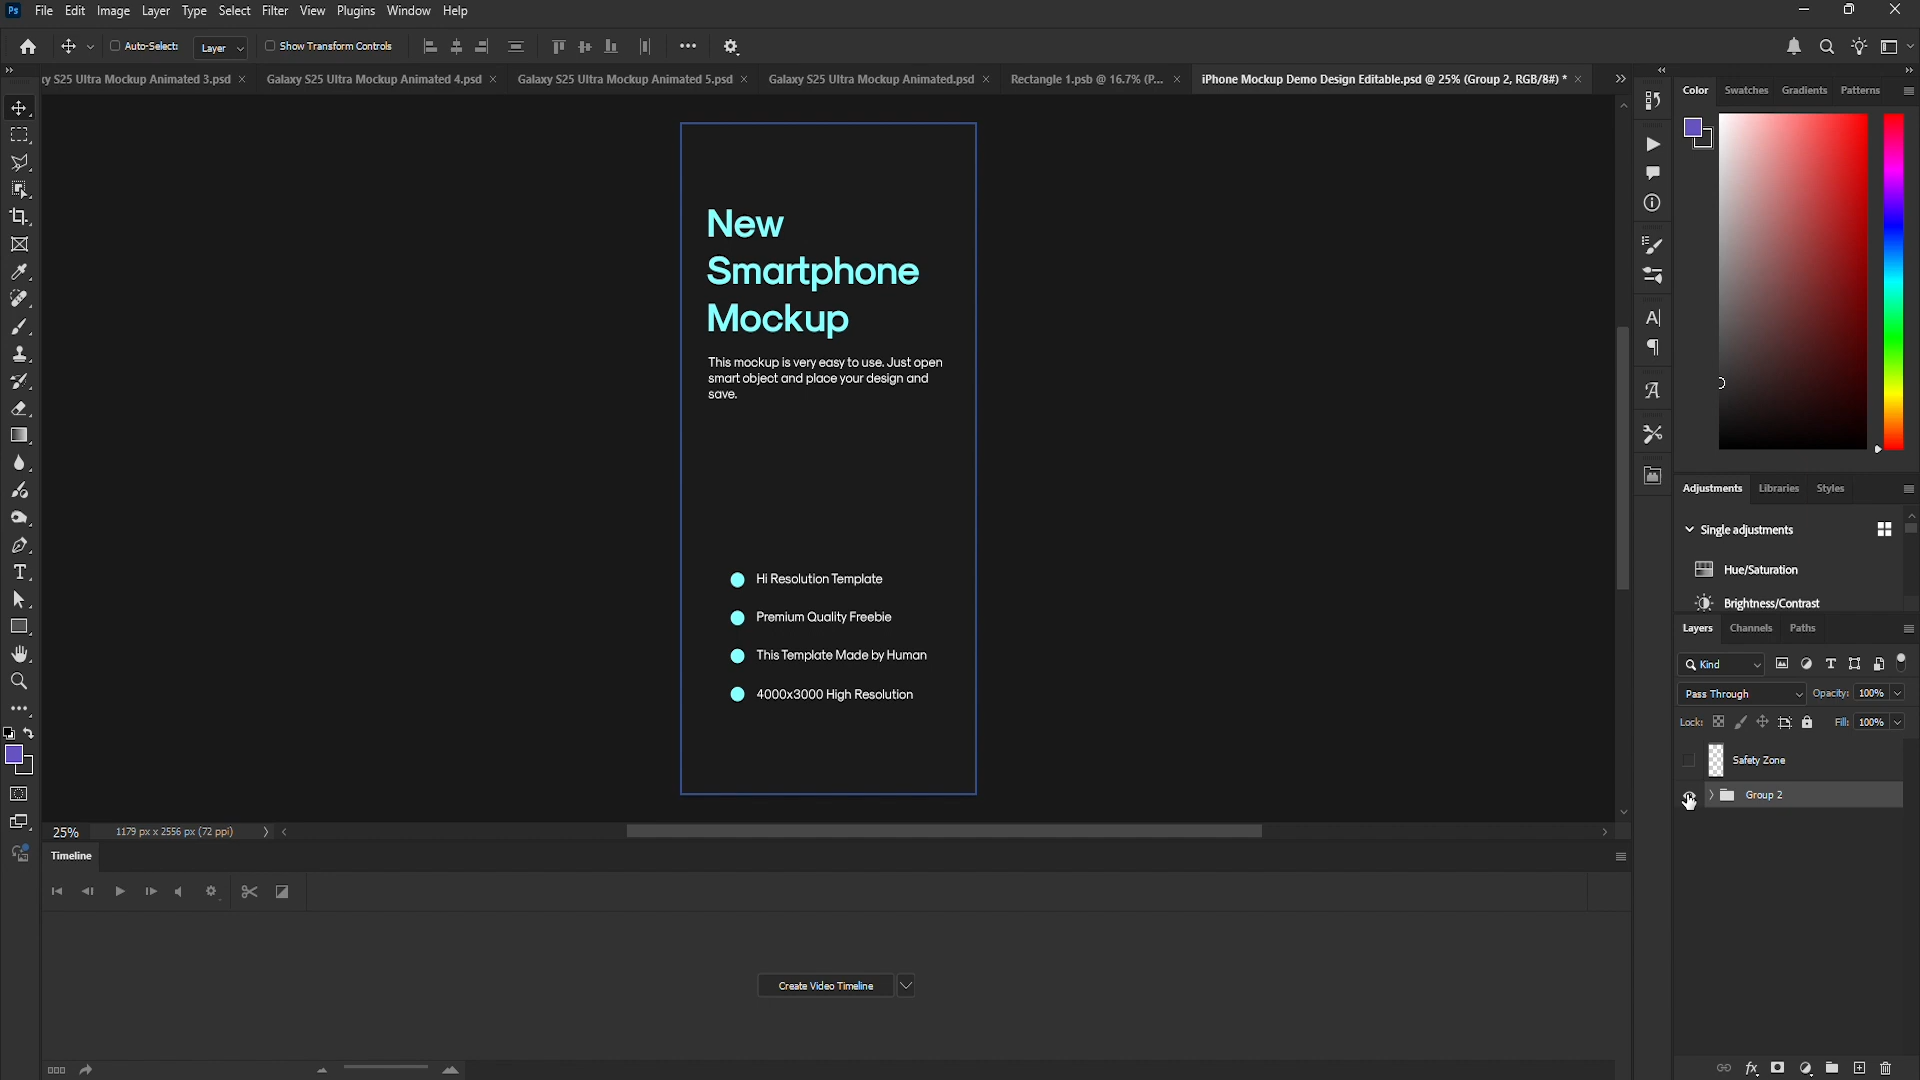 Ps File Edit Image Layer Type Select Filter View Plugins Window Help
Auto-Select: Layer Show Transform Controls
ry S25 Ultra Mockup Animated 3.psd Galaxy S25 Ultra Mockup Animated 4.psd Galaxy S25 Ultra Mockup Animated 5.psd Galaxy S25 Ultra Mockup Animated.psd Rectangle 1.psb @ 16.7% (P... iPhone Mockup Demo Design Editable.psd @ 25% (Group 2, RGB/8#) *
Color Swatches Gradients Patterns
New
Smartphone
Mockup
This mockup is very easy to use. Just open
smart object and place your design and
save.
Hi Resolution Template
Premium Quality Freebie
This Template Made by Human
4000x3000 High Resolution
Adjustments Libraries Styles
Single adjustments
Hue/Saturation
Brightness/Contrast
Layers Channels Paths
Kind
Pass Through Opacity: 100%
Lock: Fill: 100%
Safety Zone
Group 2
25% 1179 px x 2556 px (72 ppi)
Timeline
Create Video Timeline
fx